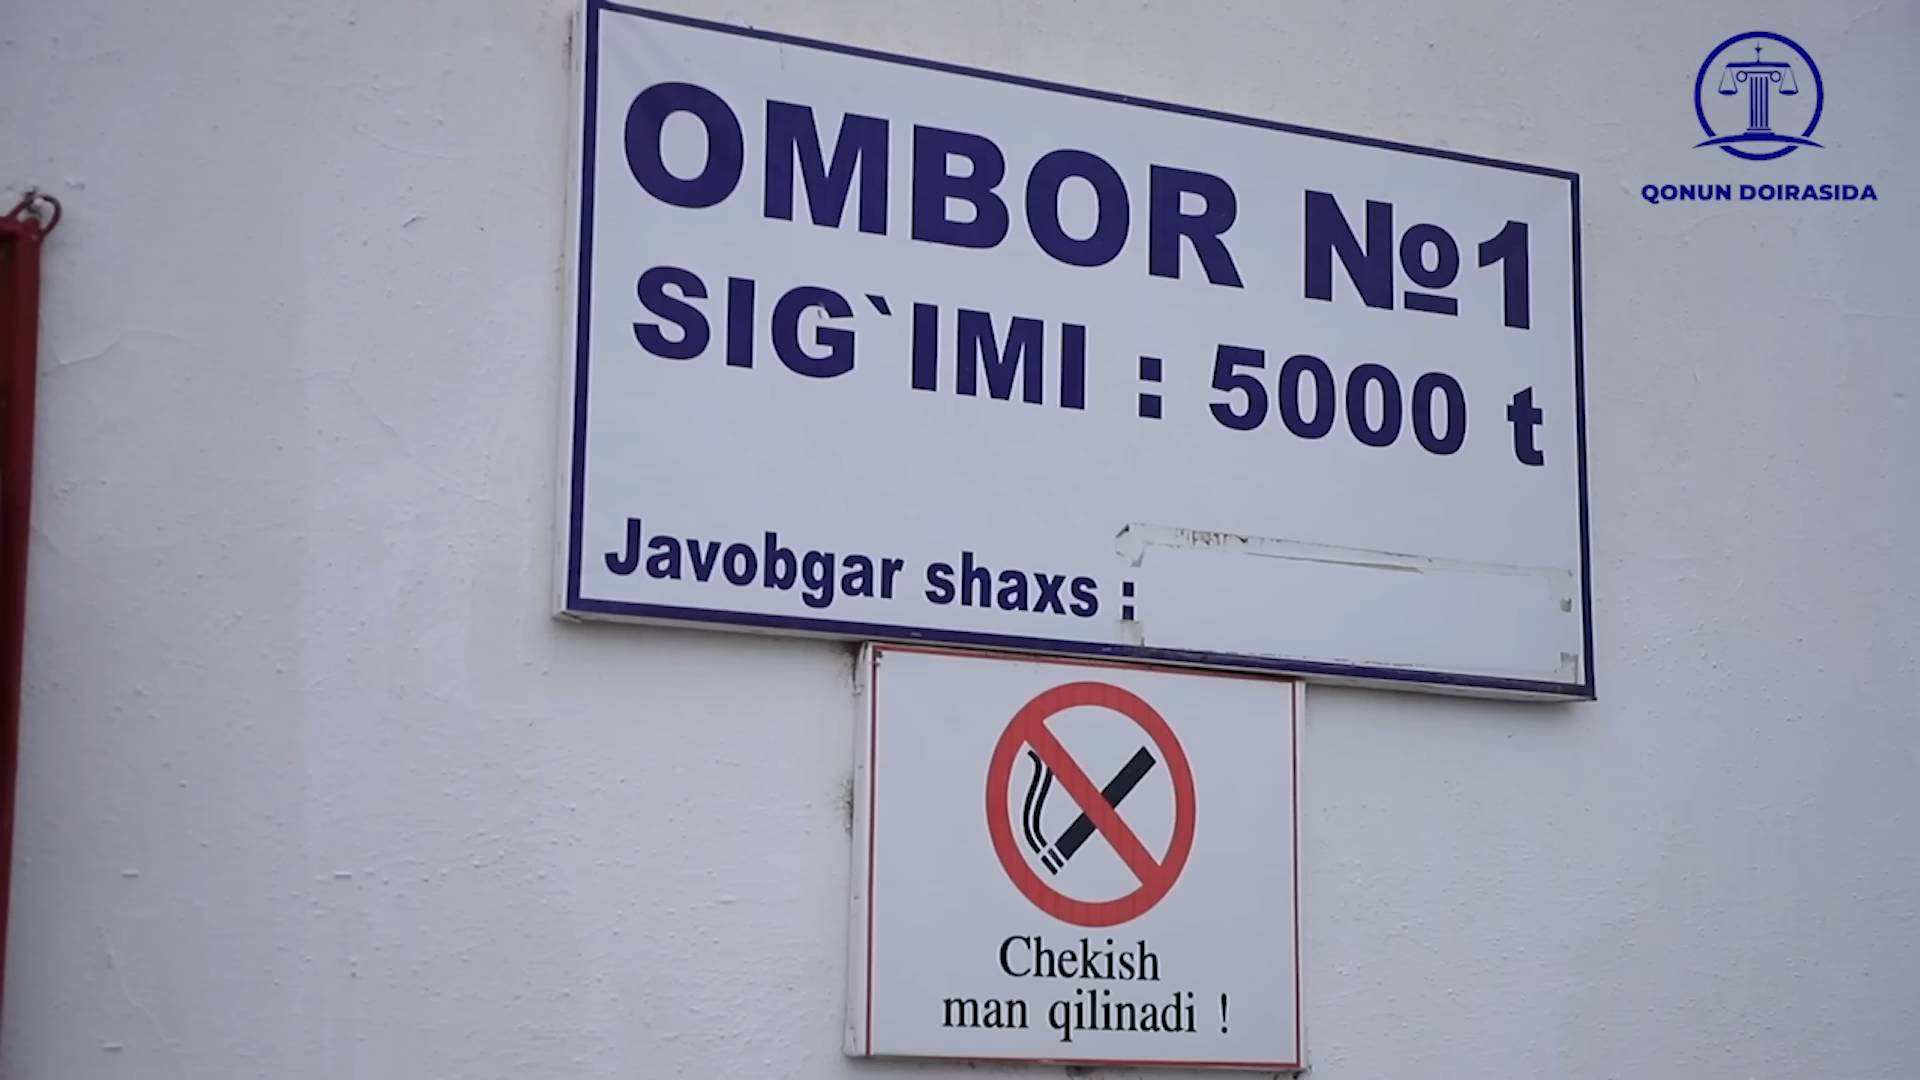 OMBOR №1
SIG`IMI : 5000 t
Javobgar shaxs :
Chekish
man qilinadi !
QONUN DOIRASIDA